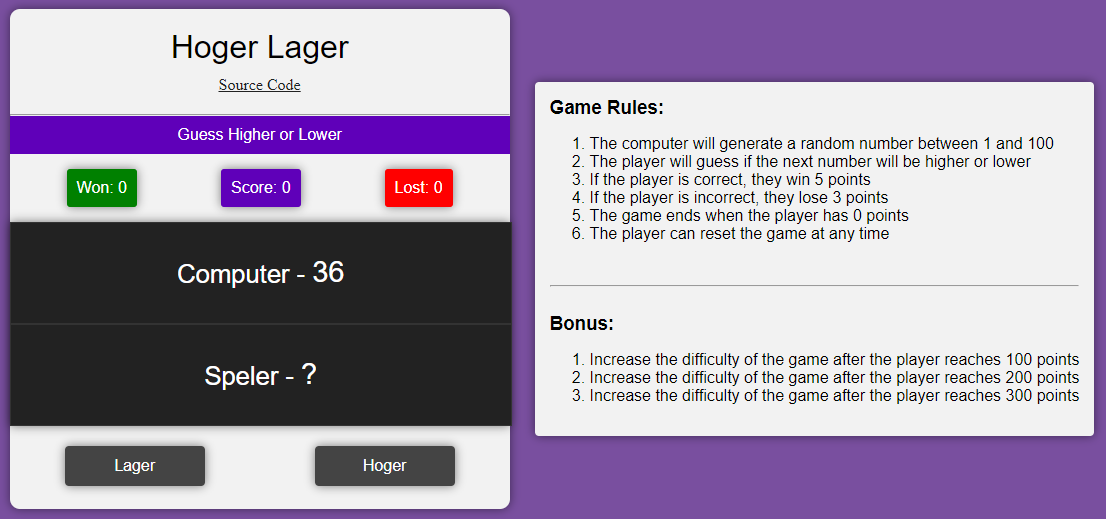 Hoger Lager
Source Code
Guess Higher or Lower
Won: 0
Score: 0
Lost: 0
Computer - 36
Speler - ?
Lager
Hoger
Game Rules:
1. The computer will generate a random number between 1 and 100
2. The player will guess if the next number will be higher or lower
3. If the player is correct, they win 5 points
4. If the player is incorrect, they lose 3 points
5. The game ends when the player has 0 points
6. The player can reset the game at any time
Bonus:
1. Increase the difficulty of the game after the player reaches 100 points
2. Increase the difficulty of the game after the player reaches 200 points
3. Increase the difficulty of the game after the player reaches 300 points